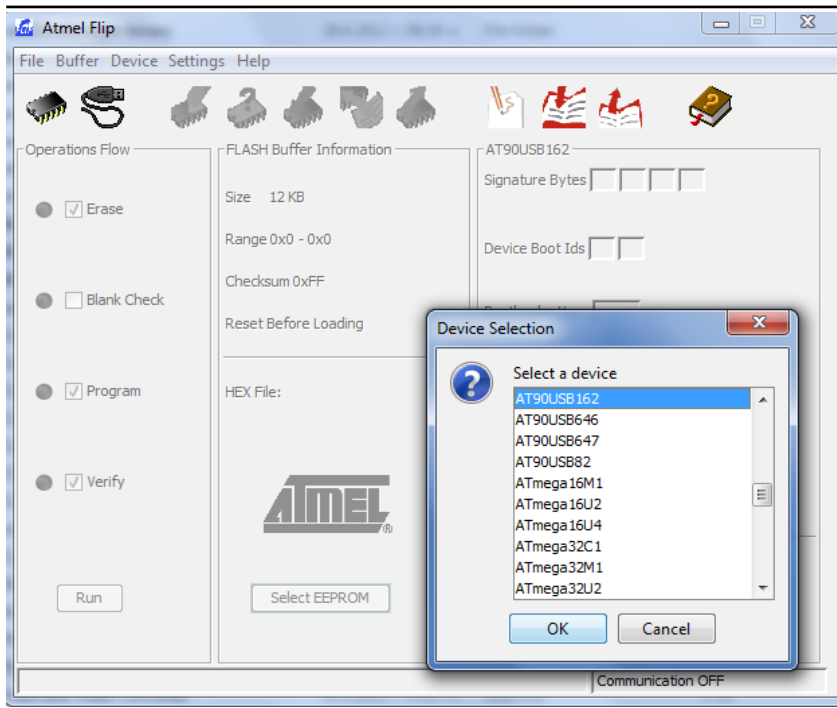 Atmel Flip
File Buffer Device Settings Help
Operations Flow
Erase
Blank Check
Program
Verify
Run
FLASH Buffer Information
Size 12 KB
Range 0x0 - 0x0
Checksum 0xFF
Reset Before Loading
HEX File:
ATMEL
Select EEPROM
AT90USB162
Signature Bytes
Device Boot Ids
Device Selection
Select a device
AT90USB162
AT90USB646
AT90USB647
AT90USB82
ATmega16M1
ATmega16U2
ATmega16U4
ATmega32C1
ATmega32M1
ATmega32U2
OK Cancel
Communication OFF